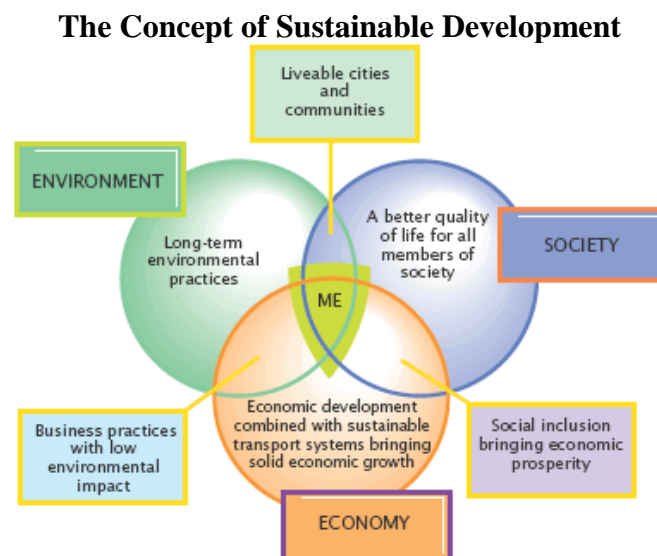 The Concept of Sustainable Development
Liveable cities
and
communities
ENVIRONMENT
Long-term
environmental
practices
A better quality
of life for all
members of
society
SOCIETY
ME
Business practices
with low
environmental
impact
Economic development
combined with sustainable
transport systems bringing
solid economic growth
Social inclusion
bringing economic
prosperity
ECONOMY